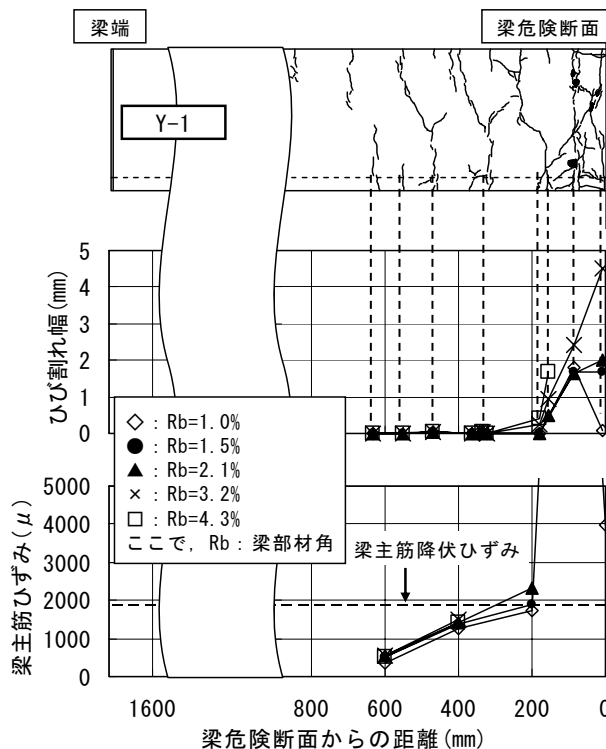 梁端
梁危険断面
Y-1
5
4
3
2
1
0
ひび割れ幅(mm)
◇ : Rb=1.0%
● : Rb=1.5%
▲ : Rb=2.1%
× : Rb=3.2%
□ : Rb=4.3%
ここで, Rb : 梁部材角
5000
4000
3000
2000
1000
0
梁主筋ひずみ(μ)
梁主筋降伏ひずみ
1600 800 600 400 200 0
梁危険断面からの距離(mm)